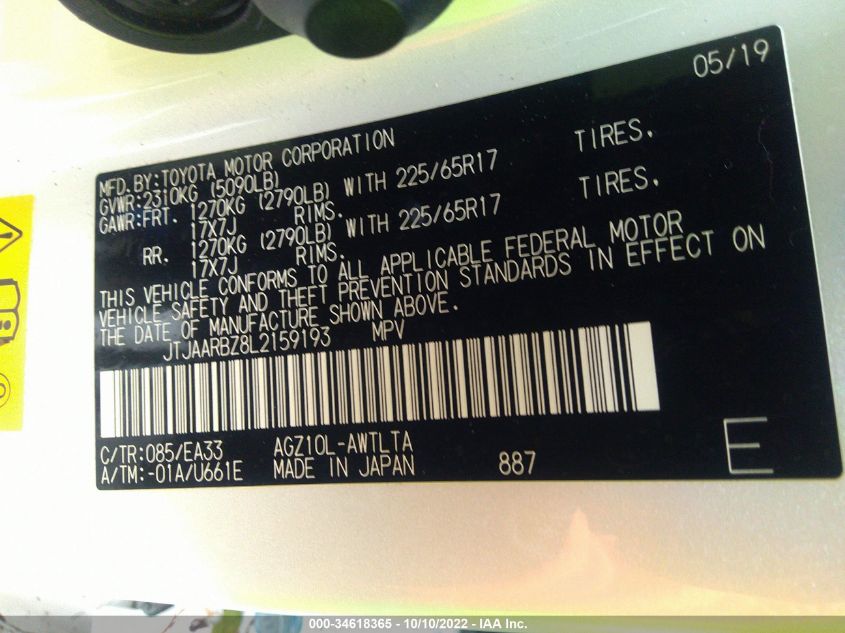 05/19
MFD.BY:TOYOTA MOTOR CORPORATION
GVWR:2310KG (5090LB)
GAWR:FRT. 1270KG (2790LB) WITH 225/65R17 TIRES.
17X7J RIMS.
RR. 1270KG (2790LB) WITH 225/65R17 TIRES.
17X7J RIMS.
THIS VEHICLE CONFORMS TO ALL APPLICABLE FEDERAL MOTOR
VEHICLE SAFETY AND THEFT PREVENTION STANDARDS IN EFFECT ON
THE DATE OF MANUFACTURE SHOWN ABOVE.
JTJAARBZ8L2159193 MPV
C/TR:085/EA33 AGZ10L-AWTLTA
A/TM:-01A/U661E MADE IN JAPAN 887 E
000-34618365 - 10/10/2022 - IAA Inc.